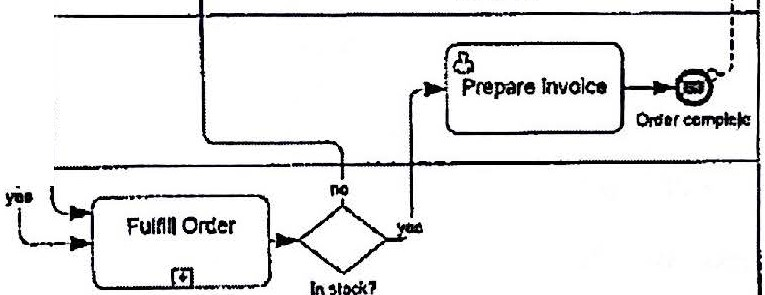 Prepare Invoice
Order complete
no
yes
Fulfill Order
yes
In stock?